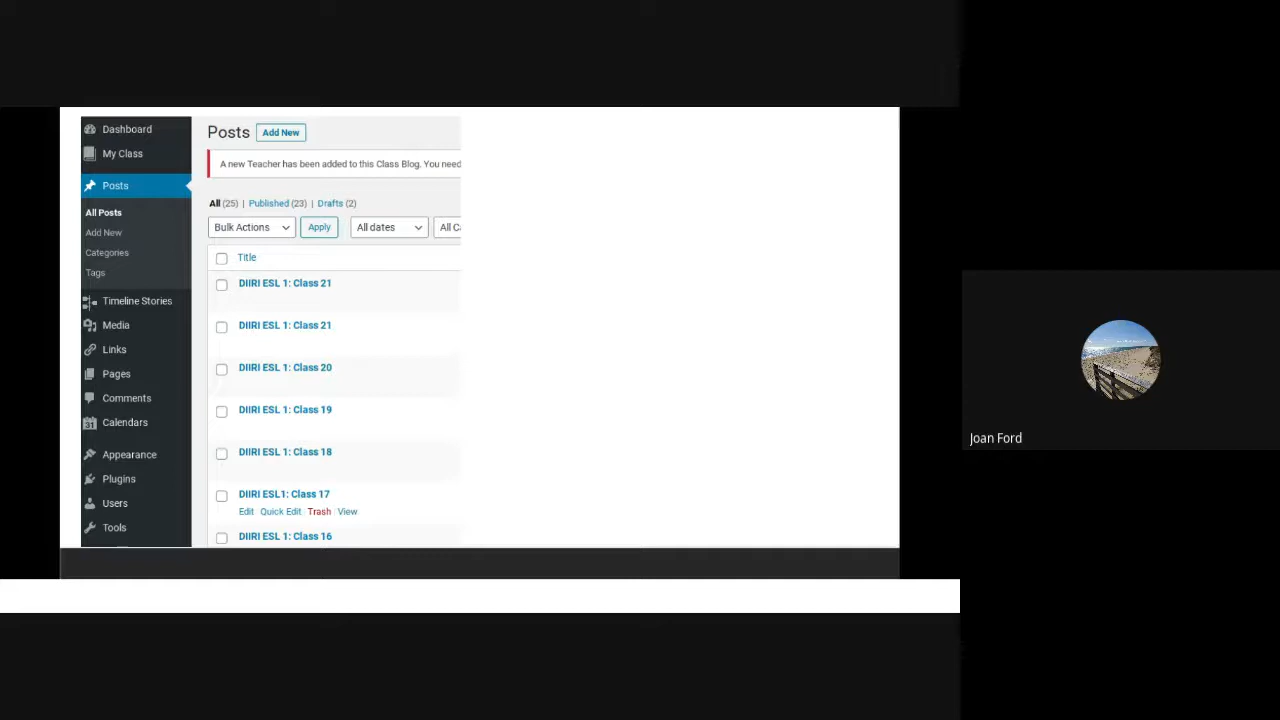 Dashboard
My Class
Posts
All Posts
Add New
Categories
Tags
Timeline Stories
Media
Links
Pages
Comments
Calendars
31
Appearance
Plugins
Users
Tools
Posts Add New
A new Teacher has been added to this Class Blog. You need
All (25) | Published (23) | Drafts (2)
Bulk Actions Apply All dates All Ca
Title
DIIRI ESL 1: Class 21
DIIRI ESL 1: Class 21
DIIRI ESL 1: Class 20
DIIRI ESL 1: Class 19
DIIRI ESL 1: Class 18
DIIRI ESL1: Class 17
Edit Quick Edit Trash View
DIIRI ESL 1: Class 16
Joan Ford